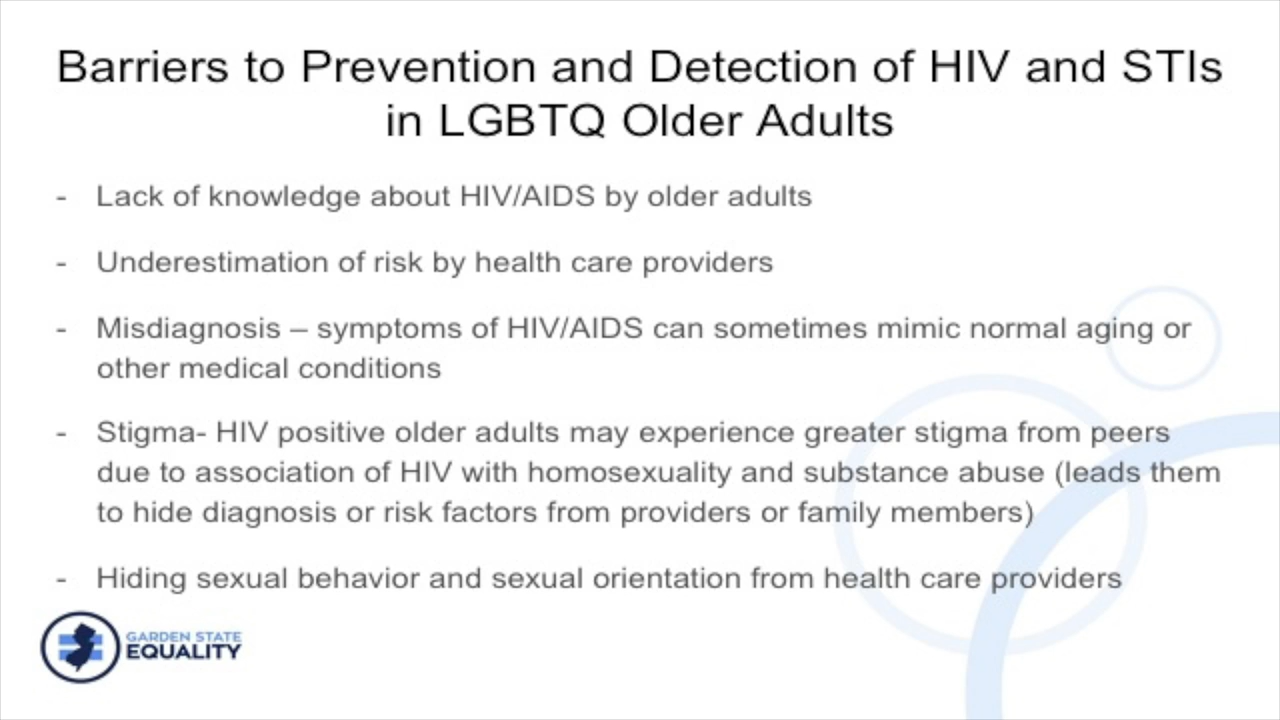 Barriers to Prevention and Detection of HIV and STIs
in LGBTQ Older Adults
- Lack of knowledge about HIV/AIDS by older adults
- Underestimation of risk by health care providers
- Misdiagnosis – symptoms of HIV/AIDS can sometimes mimic normal aging or
other medical conditions
- Stigma- HIV positive older adults may experience greater stigma from peers
due to association of HIV with homosexuality and substance abuse (leads them
to hide diagnosis or risk factors from providers or family members)
- Hiding sexual behavior and sexual orientation from health care providers
GARDEN STATE
EQUALITY